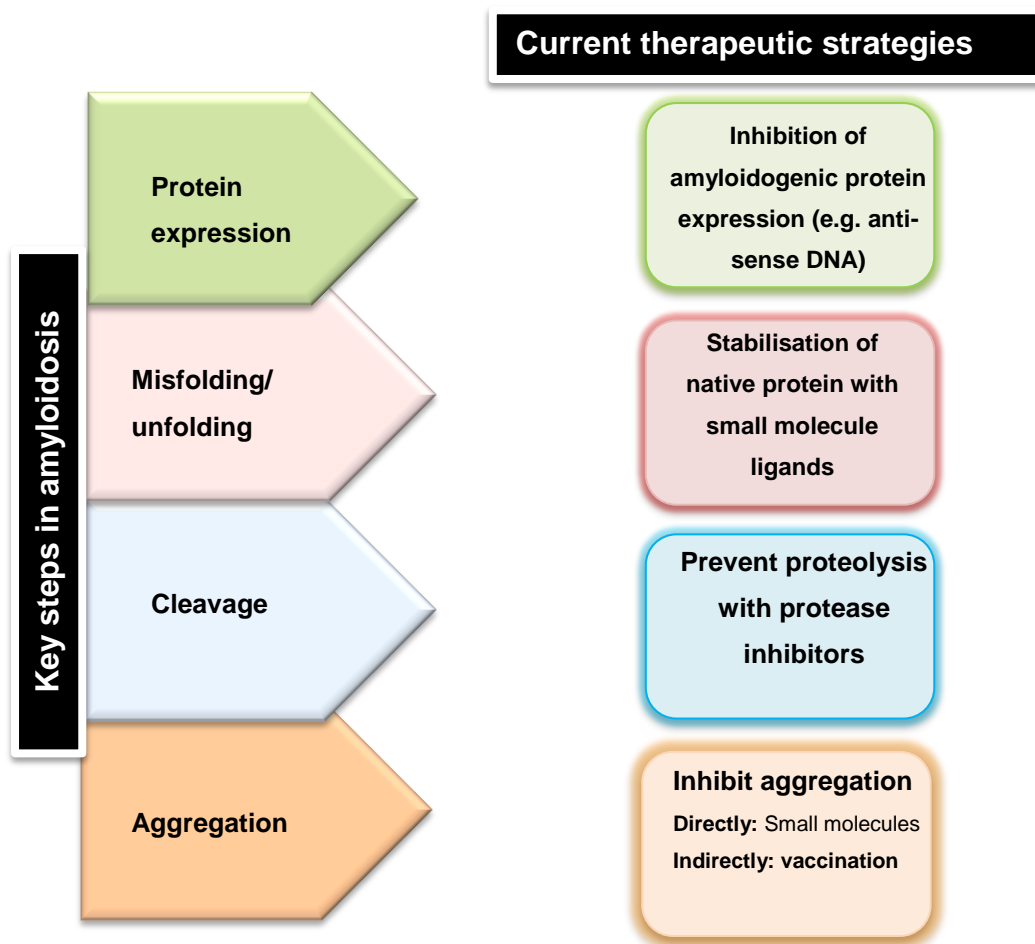 Current therapeutic strategies
Key steps in amyloidosis
Protein
expression
Inhibition of
amyloidogenic protein
expression (e.g. anti-
sense DNA)
Misfolding/
unfolding
Stabilisation of
native protein with
small molecule
ligands
Cleavage
Prevent proteolysis
with protease
inhibitors
Aggregation
Inhibit aggregation
Directly: Small molecules
Indirectly: vaccination